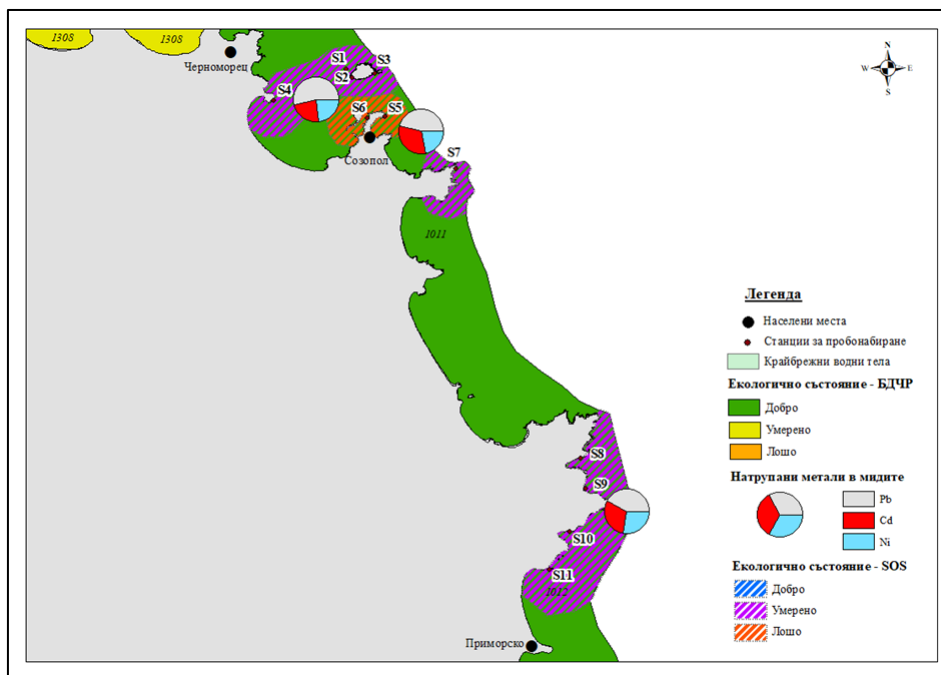 1308
1308
Черноморец
S1
S3
S2
S4
S6
S5
Созопол
S7
1011
N
W
E
S
S8
S9
S10
S11
1012
Приморско
Легенда
Населени места
Станции за пробонабиране
Крайбрежни водни тела
Екологично състояние - БДЧР
Добро
Умерено
Лошо
Натрупани метали в мидите
Pb
Cd
Ni
Екологично състояние - SOS
Добро
Умерено
Лошо